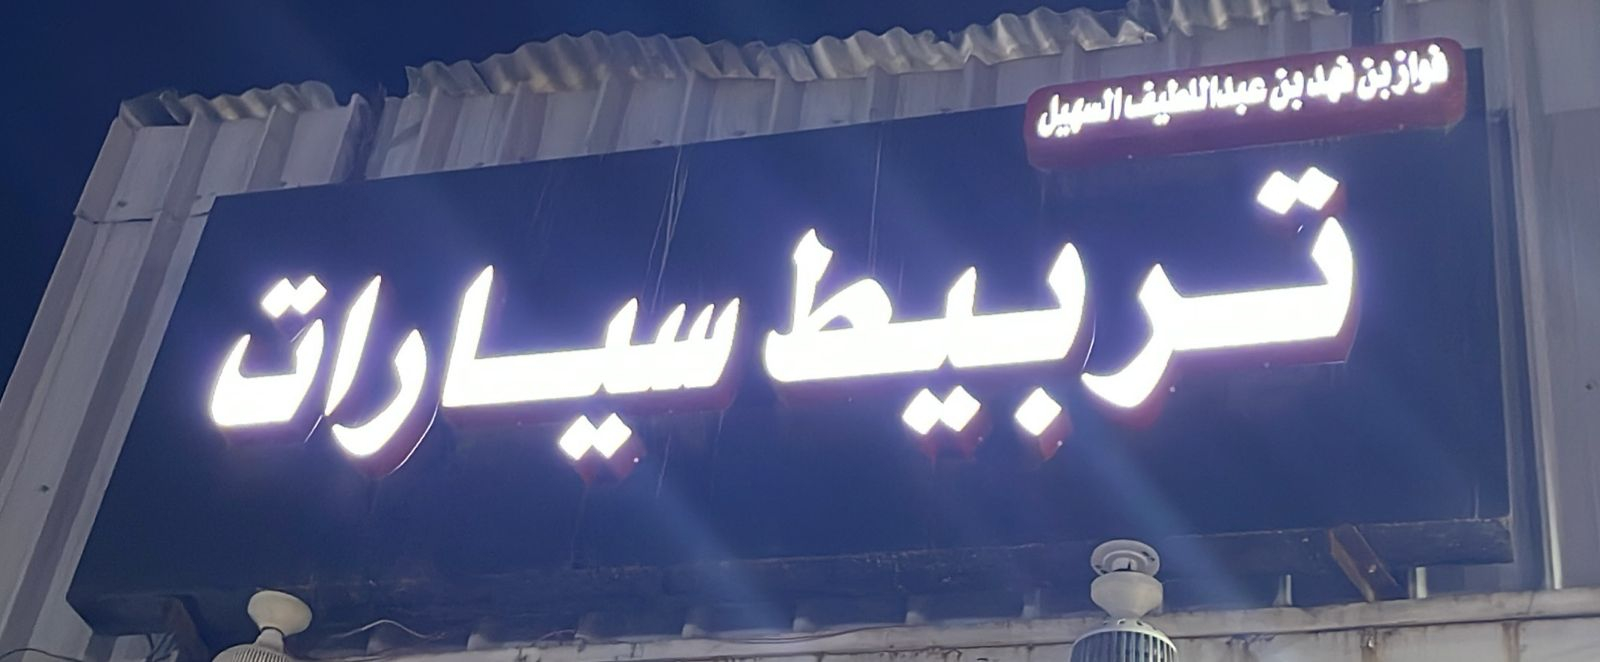 فواز بن فهد بن عبداللطيف السهيل
تربيط سيارات